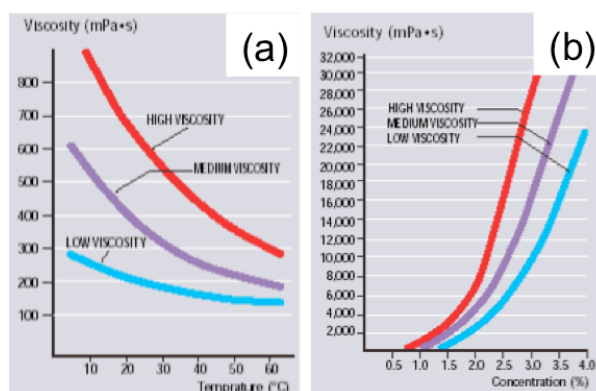 Viscosity (mPa•s)
(a)
800
700
600
500
400
300
200
100
HIGH VISCOSITY
MEDIUM VISCOSITY
LOW VISCOSITY
10 20 30 40 50 60
Temprature (°C)
Viscosity (mPa•s)
(b)
32,000
30,000
28,000
26,000
24,000
22,000
20,000
18,000
16,000
14,000
12,000
10,000
8,000
6,000
4,000
2,000
HIGH VISCOSITY
MEDIUM VISCOSITY
LOW VISCOSITY
0.5 1.0 1.5 2.0 2.5 3.0 3.5 4.0
Concentration (%)